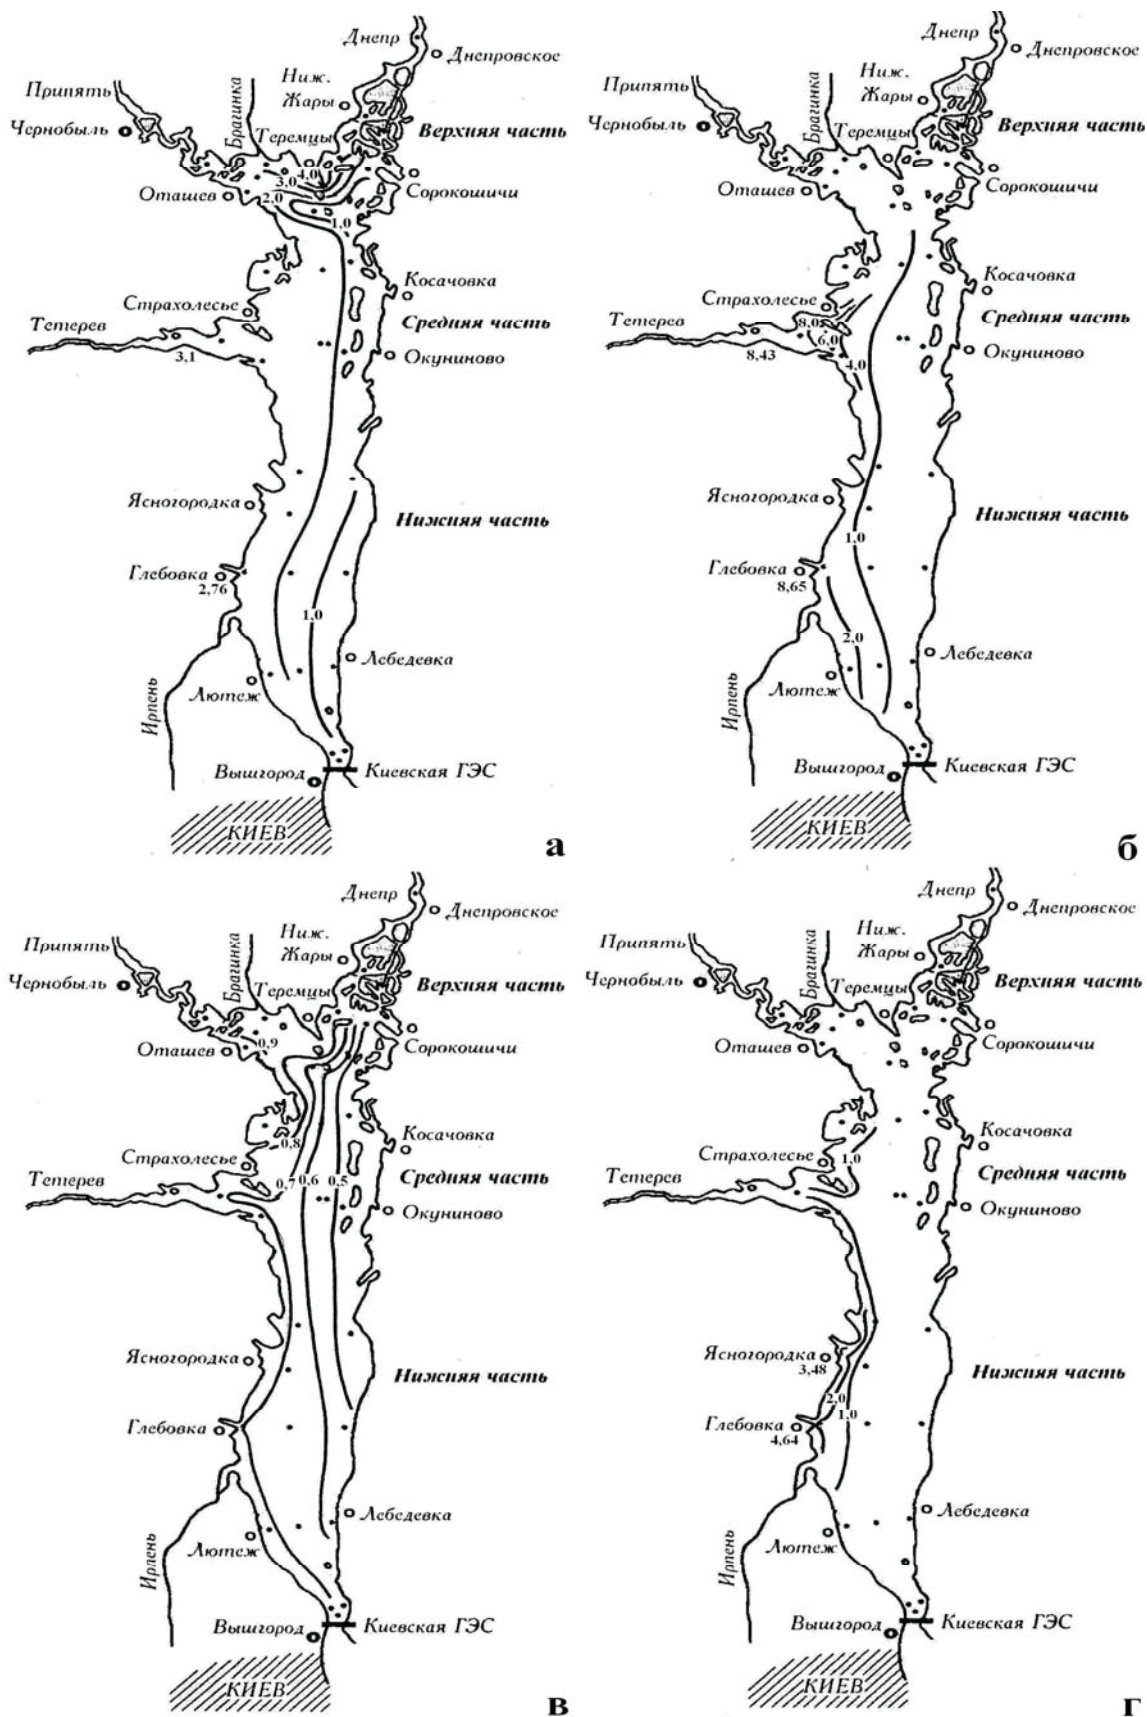 Днепр
Днепровское
Припять
Ниж.
Жары
Брагинка
Чернобыль
Теремцы
Верхняя часть
4,0
3,0
Оташев
2,0
Сорокошичи
1,0
Косачовка
Страхолесье
Тетерев
Средняя часть
3,1
Окуниново
Ясногородка
Нижняя часть
Глебовка
2,76
1,0
Лебедевка
Лютеж
Ирпень
Вышгород
Киевская ГЭС
КИЕВ
а
Днепр
Днепровское
Припять
Ниж.
Жары
Брагинка
Чернобыль
Теремцы
Верхняя часть
Оташев
Сорокошичи
Косачовка
Страхолесье
Тетерев
8,0
Средняя часть
6,0
8,43
4,0
Окуниново
Ясногородка
Нижняя часть
1,0
Глебовка
8,65
2,0
Лебедевка
Лютеж
Ирпень
Вышгород
Киевская ГЭС
КИЕВ
б
Днепр
Днепровское
Припять
Ниж.
Жары
Брагинка
Чернобыль
Теремцы
Верхняя часть
0,9
Оташев
Сорокошичи
Косачовка
0,8
Страхолесье
Тетерев
0,7
0,6
0,5
Средняя часть
Окуниново
Ясногородка
Нижняя часть
Глебовка
Лебедевка
Лютеж
Ирпень
Вышгород
Киевская ГЭС
КИЕВ
в
Днепр
Днепровское
Припять
Ниж.
Жары
Брагинка
Чернобыль
Теремцы
Верхняя часть
Оташев
Сорокошичи
Косачовка
Страхолесье
1,0
Тетерев
Средняя часть
Окуниново
Ясногородка
3,48
Нижняя часть
2,0
1,0
Глебовка
4,64
Лебедевка
Лютеж
Ирпень
Вышгород
Киевская ГЭС
КИЕВ
г